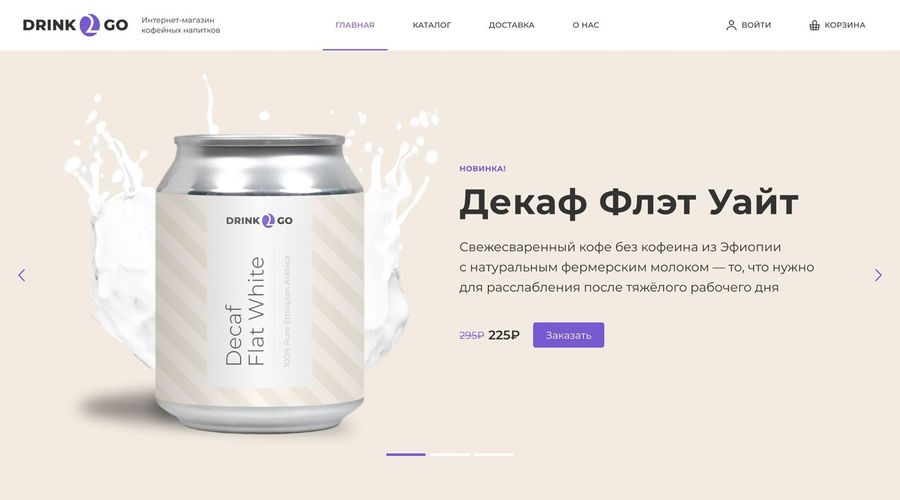 DRINK 2 GO
Интернет-магазин
кофейных напитков
ГЛАВНАЯ
КАТАЛОГ
ДОСТАВКА
О НАС
ВОЙТИ
КОРЗИНА
DRINK 2 GO
Decaf
Flat White
100% Pure Ethiopian Arabica
НОВИНКА!
Декаф Флэт Уайт
Свежесваренный кофе без кофеина из Эфиопии
с натуральным фермерским молоком — то, что нужно
для расслабления после тяжёлого рабочего дня
295₽ 225₽
Заказать